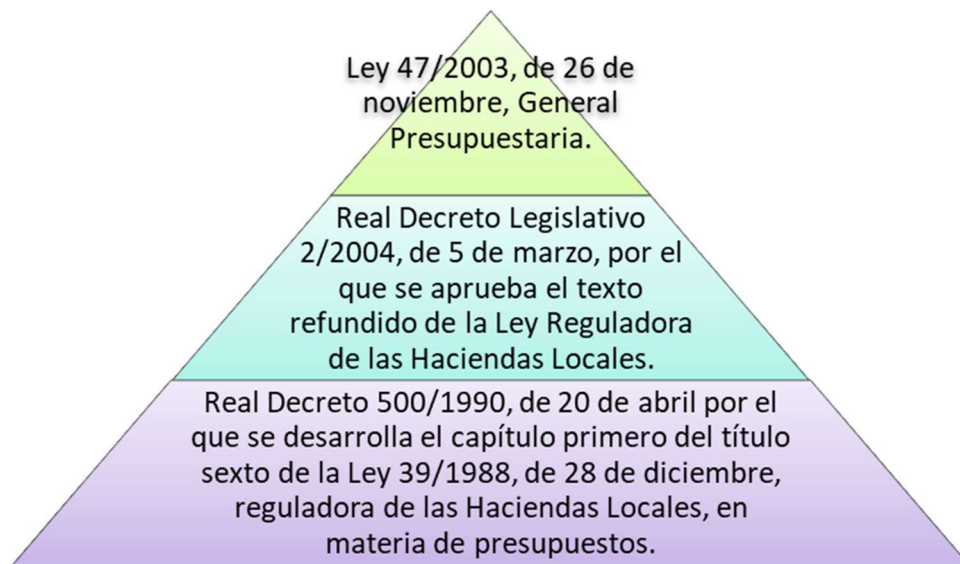 Ley 47/2003, de 26 de
noviembre, General
Presupuestaria.
Real Decreto Legislativo
2/2004, de 5 de marzo, por el
que se aprueba el texto
refundido de la Ley Reguladora
de las Haciendas Locales.
Real Decreto 500/1990, de 20 de abril por el
que se desarrolla el capítulo primero del título
sexto de la Ley 39/1988, de 28 de diciembre,
reguladora de las Haciendas Locales, en
materia de presupuestos.